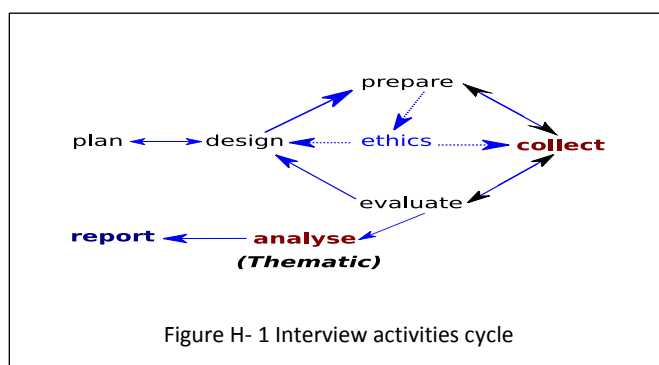 prepare
plan design ethics collect
evaluate
report analyse
(Thematic)
Figure H- 1 Interview activities cycle